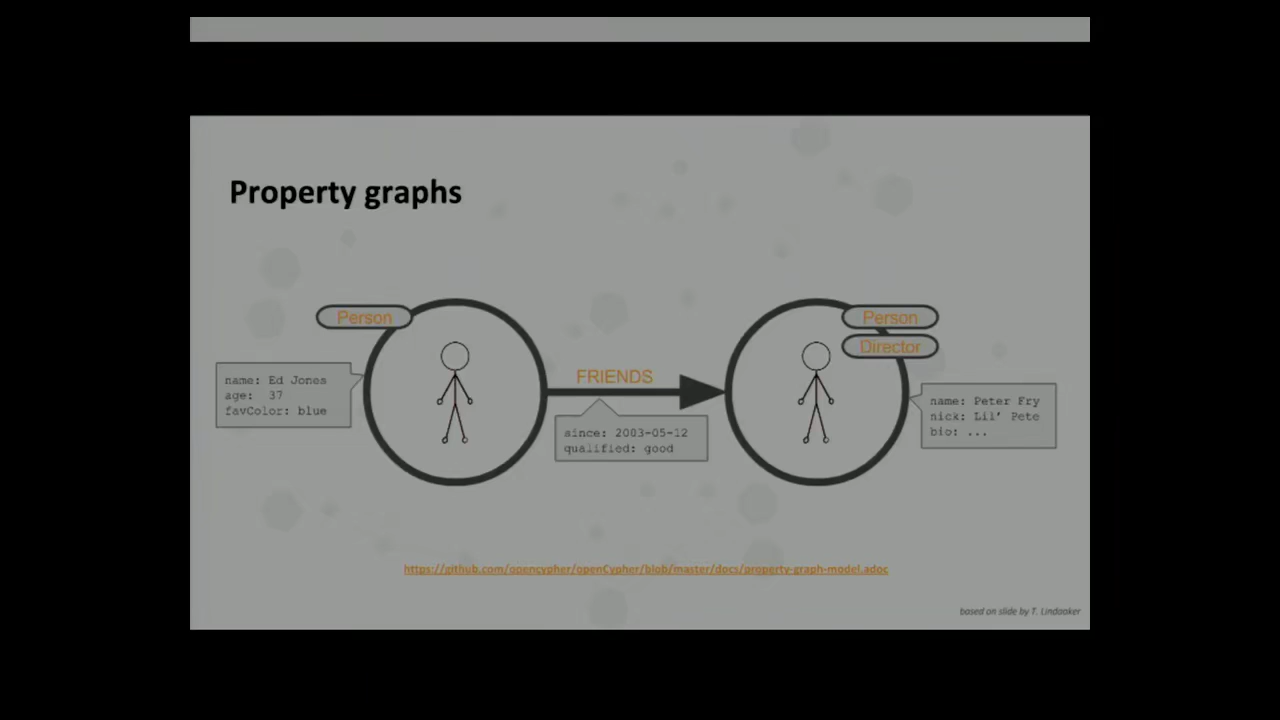 Property graphs
Person
Person
Director
name: Ed Jones
age: 37
favColor: blue
FRIENDS
since: 2003-05-12
qualified: good
name: Peter Fry
nick: Lil' Pete
bio: ...
https://github.com/opencypher/openCypher/blob/master/docs/property-graph-model.adoc
based on slide by T. Lindaaker